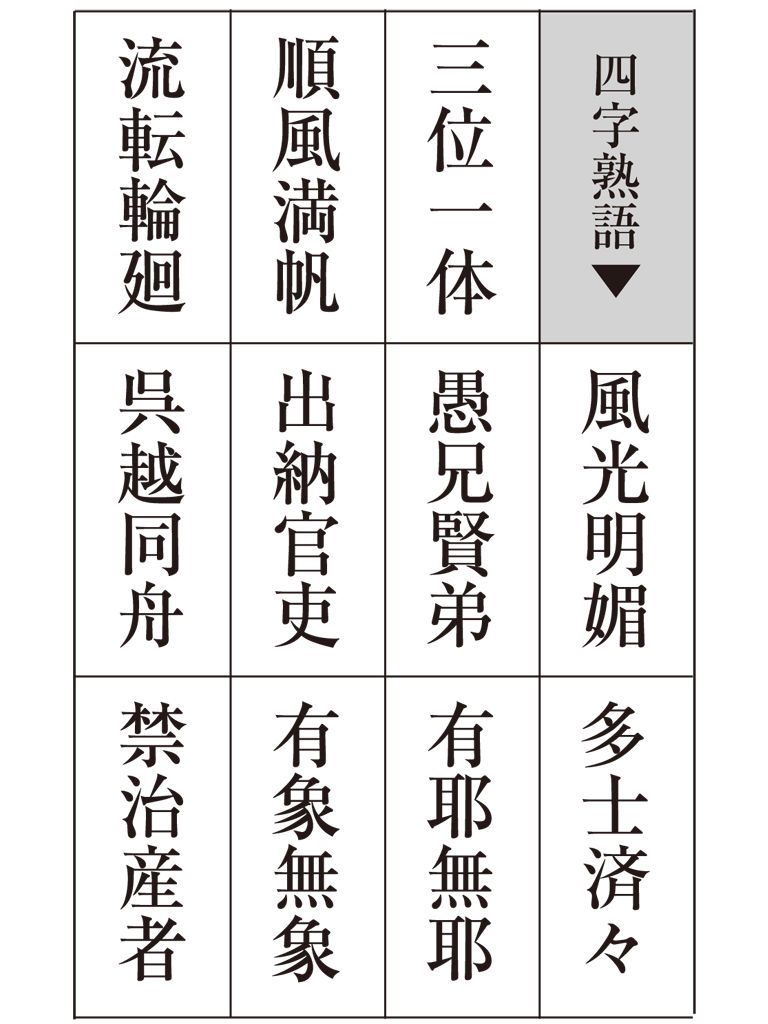 四字熟語▼
風光明媚
多士済々
三位一体
愚兄賢弟
有耶無耶
順風満帆
出納官吏
有象無象
流転輪廻
呉越同舟
禁治産者